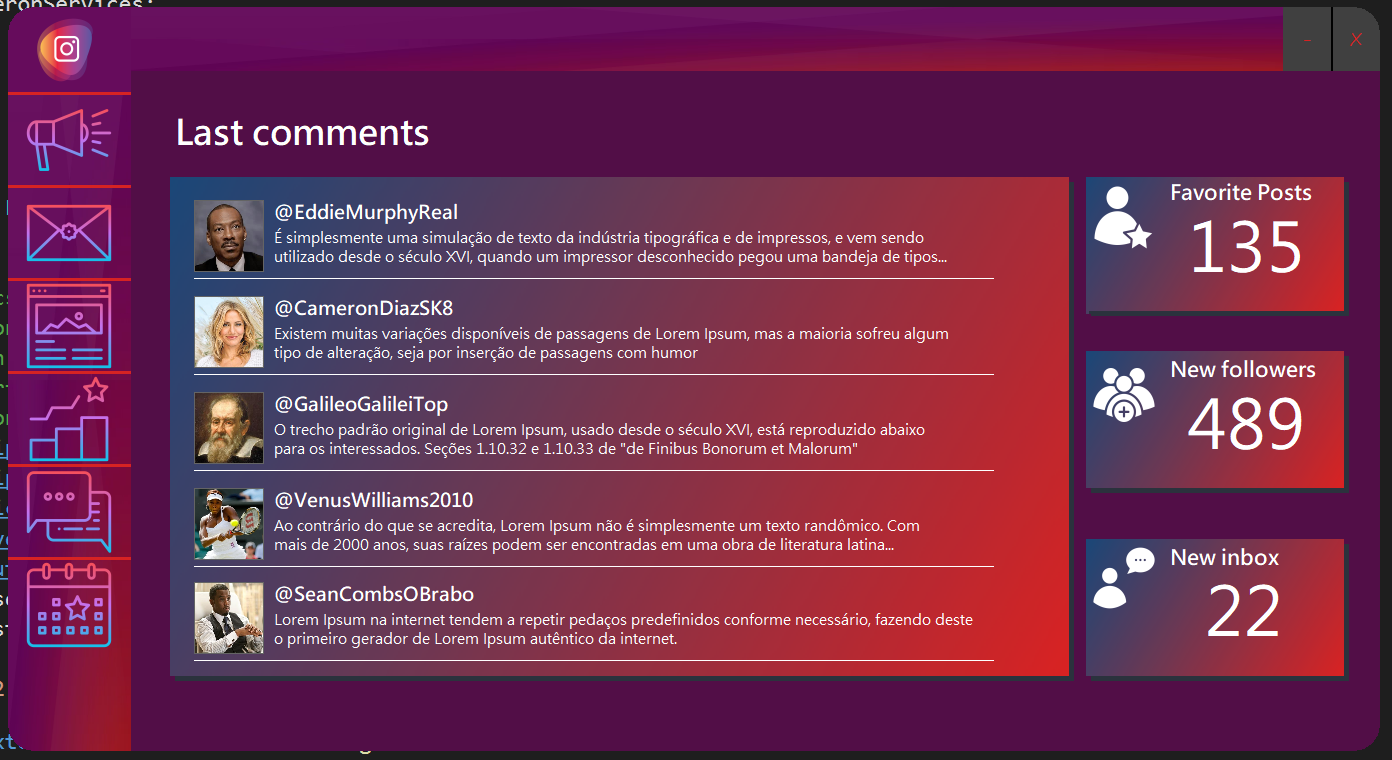 eronServices;
-
X
Last comments
@EddieMurphyReal
É simplesmente uma simulação de texto da indústria tipográfica e de impressos, e vem sendo
utilizado desde o século XVI, quando um impressor desconhecido pegou uma bandeja de tipos...
@CameronDiazSK8
Existem muitas variações disponíveis de passagens de Lorem Ipsum, mas a maioria sofreu algum
tipo de alteração, seja por inserção de passagens com humor
@GalileoGalileiTop
O trecho padrão original de Lorem Ipsum, usado desde o século XVI, está reproduzido abaixo
para os interessados. Seções 1.10.32 e 1.10.33 de "de Finibus Bonorum et Malorum"
@VenusWilliams2010
Ao contrário do que se acredita, Lorem Ipsum não é simplesmente um texto randômico. Com
mais de 2000 anos, suas raízes podem ser encontradas em uma obra de literatura latina...
@SeanCombsOBrabo
Lorem Ipsum na internet tendem a repetir pedaços predefinidos conforme necessário, fazendo deste
o primeiro gerador de Lorem Ipsum autêntico da internet.
Favorite Posts
135
New followers
489
New inbox
22